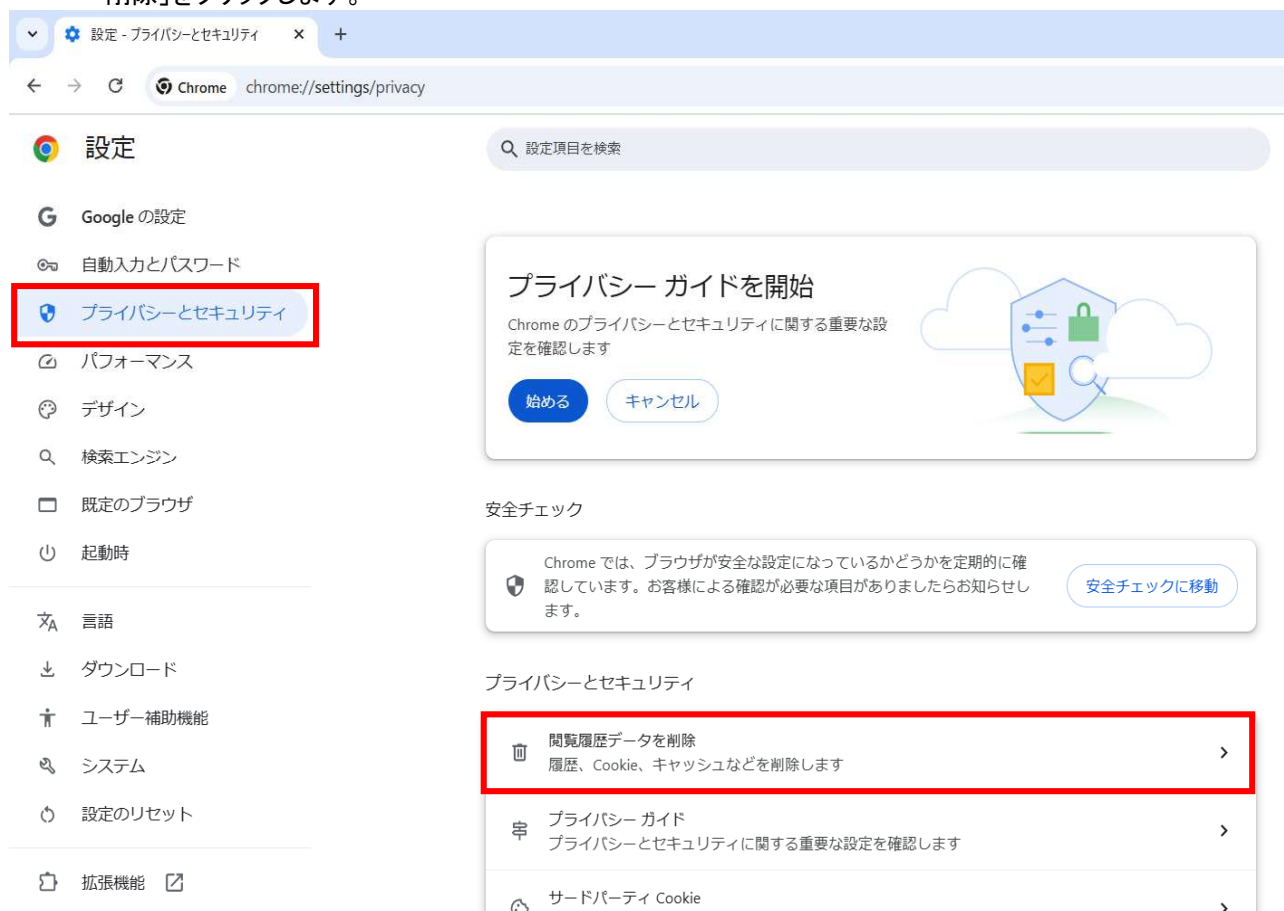 削除」をクリックします。
設定 - プライバシーとセキュリティ
Chrome chrome://settings/privacy
設定
設定項目を検索
Google の設定
自動入力とパスワード
プライバシーとセキュリティ
パフォーマンス
デザイン
検索エンジン
既定のブラウザ
起動時
言語
ダウンロード
ユーザー補助機能
システム
設定のリセット
拡張機能
プライバシー ガイドを開始
Chrome のプライバシーとセキュリティに関する重要な設
定を確認します
始める キャンセル
安全チェック
Chrome では、ブラウザが安全な設定になっているかどうかを定期的に確
認しています。お客様による確認が必要な項目がありましたらお知らせし
ます。
安全チェックに移動
プライバシーとセキュリティ
閲覧履歴データを削除
履歴、Cookie、キャッシュなどを削除します
プライバシー ガイド
プライバシーとセキュリティに関する重要な設定を確認します
サードパーティ Cookie